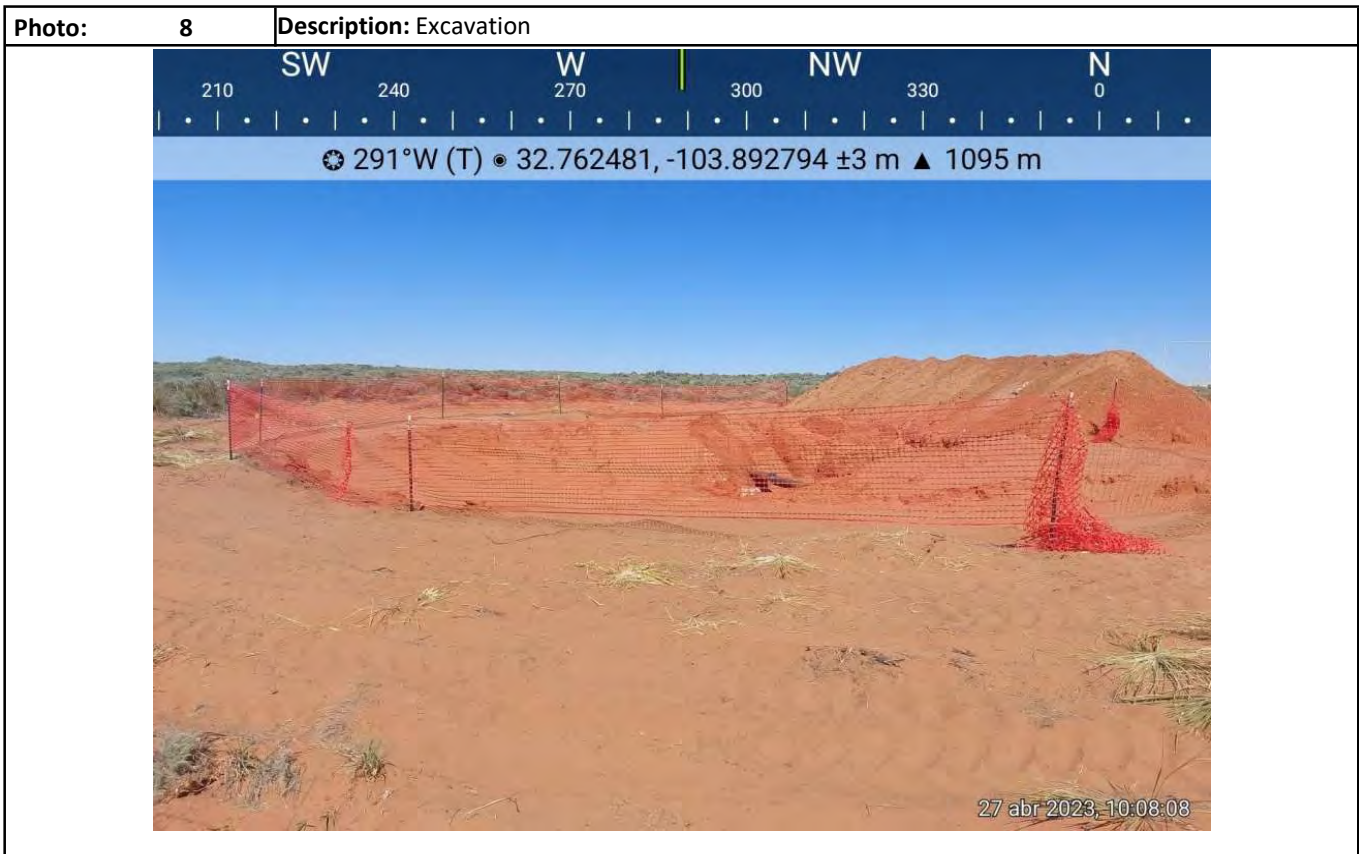 Photo: 8 Description: Excavation
SW W NW N
210 240 270 300 330 0
291°W (T) 32.762481, -103.892794 ±3 m ▲ 1095 m
27 abr 2023, 10:08:08